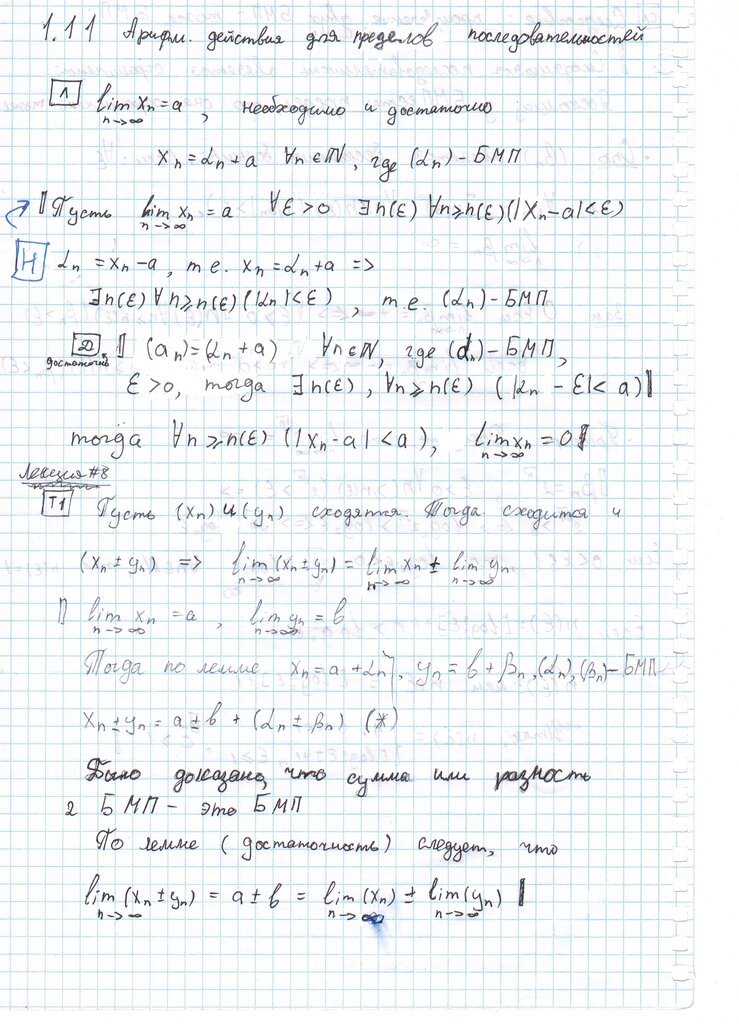 1.11 Арифм. действия для пределов последовательностей
Л lim xₙ = a, необходимо и достаточно
n→∞
xₙ = αₙ + a ∀n∈ℕ, где (αₙ) – БМП
Пусть lim xₙ = a ∀ε>0 ∃n(ε) ∀n≥n(ε) (|xₙ-a|<ε)
n→∞
Н αₙ = xₙ-a, т.е. xₙ = αₙ+a =>
∃n(ε) ∀n≥n(ε) (|αₙ|<ε), т.е. (αₙ) – БМП
Д (aₙ)=(αₙ+a) ∀n∈ℕ, где (αₙ) – БМП,
достаточн
ε>0, тогда ∃n(ε), ∀n≥n(ε) (|αₙ - ε|< a)
тогда ∀n≥n(ε) (|xₙ-a|<a), lim xₙ = 0
n→∞
Лекция #8
Т1 Пусть (xₙ) и (yₙ) сходятся. Тогда сходится и
(xₙ ± yₙ) => lim (xₙ ± yₙ) = lim xₙ ± lim yₙ
n→∞ n→∞ n→∞
lim xₙ = a, lim yₙ = b
n→∞ n→∞
Тогда по лемме xₙ = a + αₙ, yₙ = b + βₙ, (αₙ), (βₙ) – БМП
xₙ ± yₙ = a ± b + (αₙ ± βₙ) (*)
Было доказано, что сумма или разность
2 БМП – это БМП
По лемме (достаточность) следует, что
lim (xₙ ± yₙ) = a ± b = lim (xₙ) ± lim (yₙ)
n→∞ n→∞ n→∞